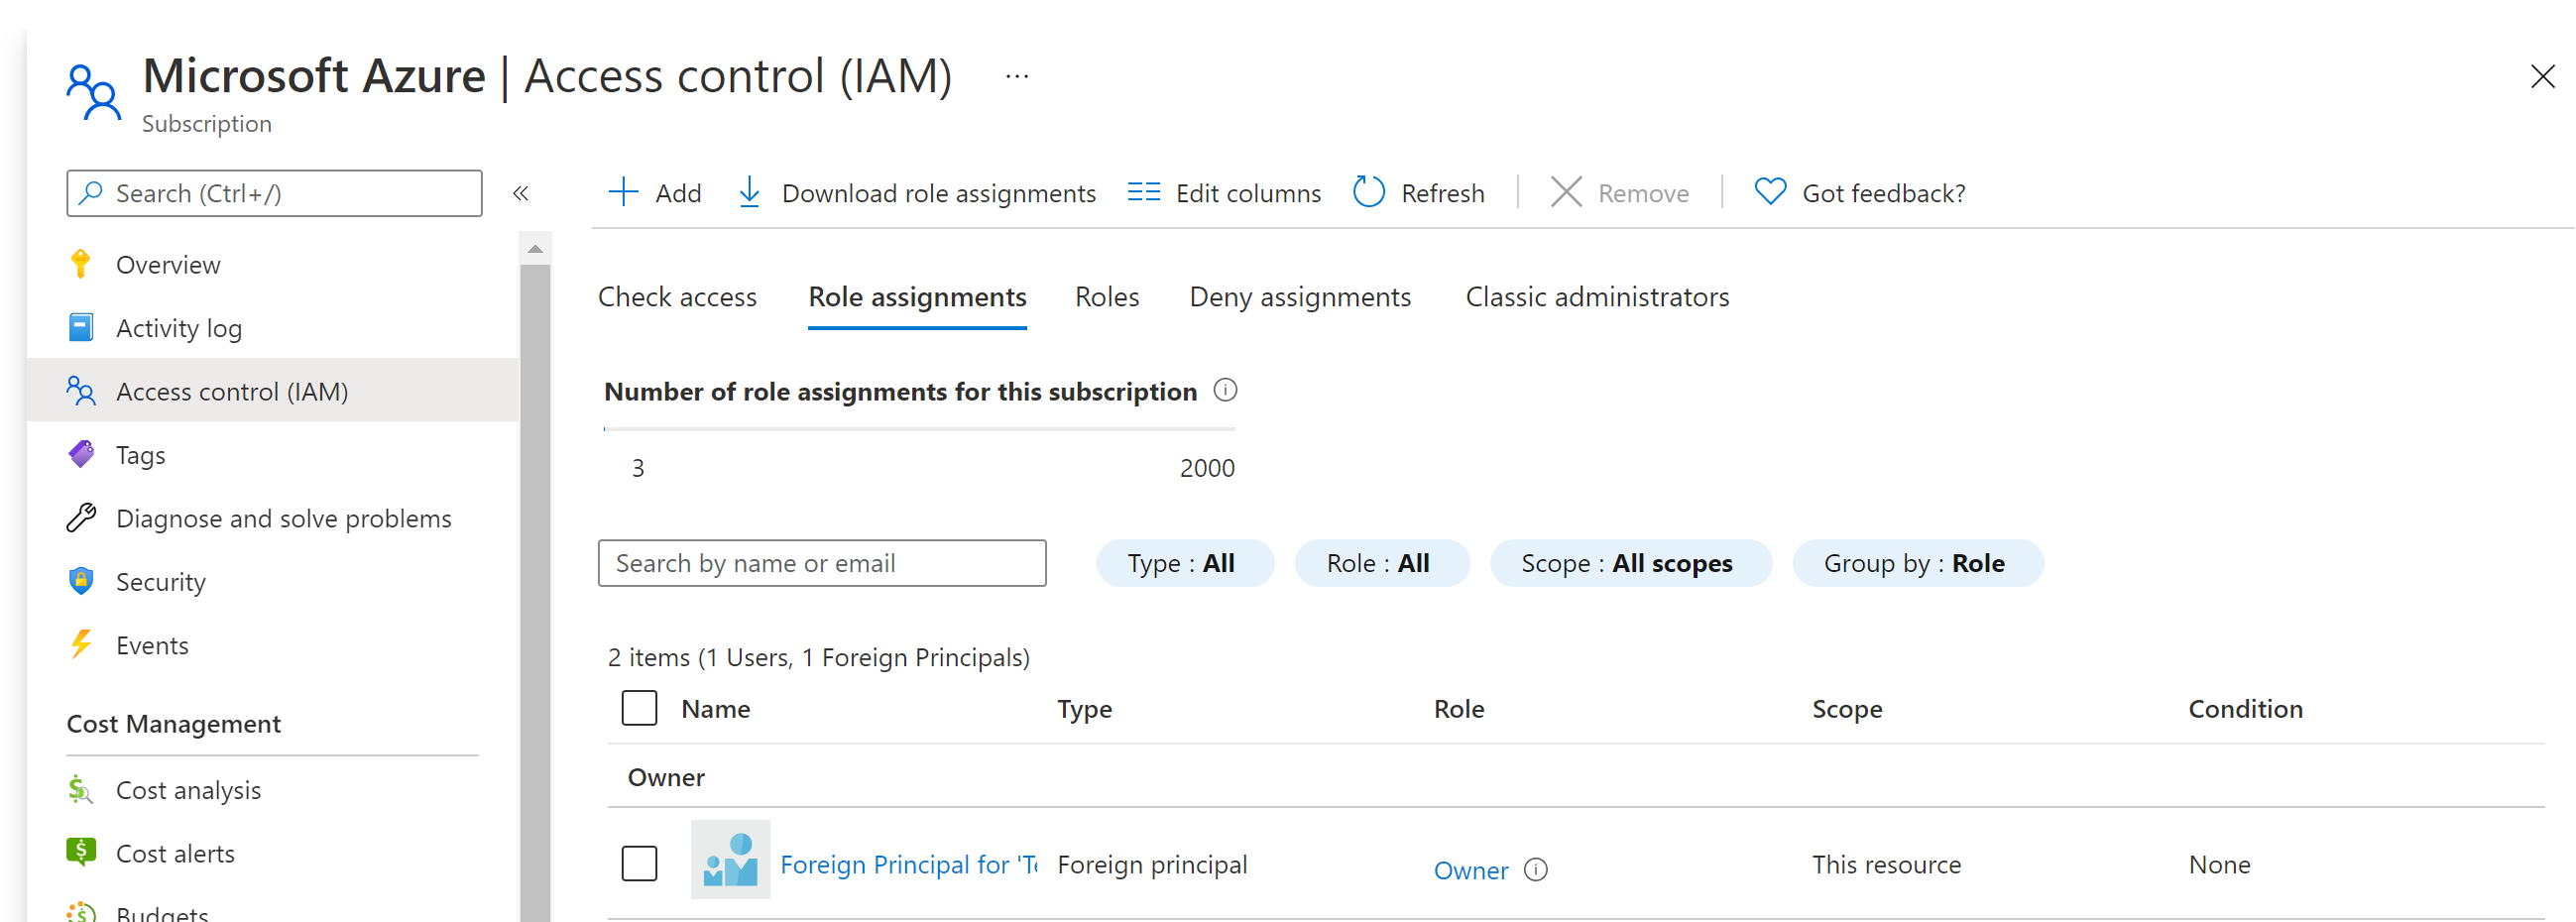 Microsoft Azure | Access control (IAM) ...
Subscription
Search (Ctrl+/)
«
Overview
Activity log
Access control (IAM)
Tags
Diagnose and solve problems
Security
Events
Cost Management
Cost analysis
Cost alerts
Budgets
Add
Download role assignments
Edit columns
Refresh
Remove
Got feedback?
Check access
Role assignments
Roles
Deny assignments
Classic administrators
Number of role assignments for this subscription
3
2000
Search by name or email
Type : All
Role : All
Scope : All scopes
Group by : Role
2 items (1 Users, 1 Foreign Principals)
Name Type Role Scope Condition
Owner
Foreign Principal for 'Te Foreign principal Owner This resource None